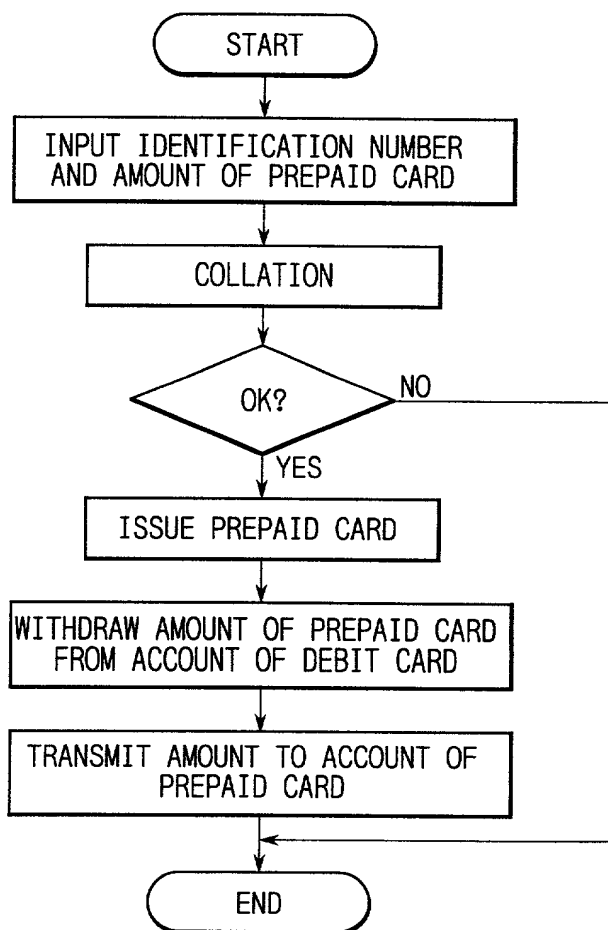 START
INPUT IDENTIFICATION NUMBER
AND AMOUNT OF PREPAID CARD
COLLATION
OK?
NO
YES
ISSUE PREPAID CARD
WITHDRAW AMOUNT OF PREPAID CARD
FROM ACCOUNT OF DEBIT CARD
TRANSMIT AMOUNT TO ACCOUNT OF
PREPAID CARD
END